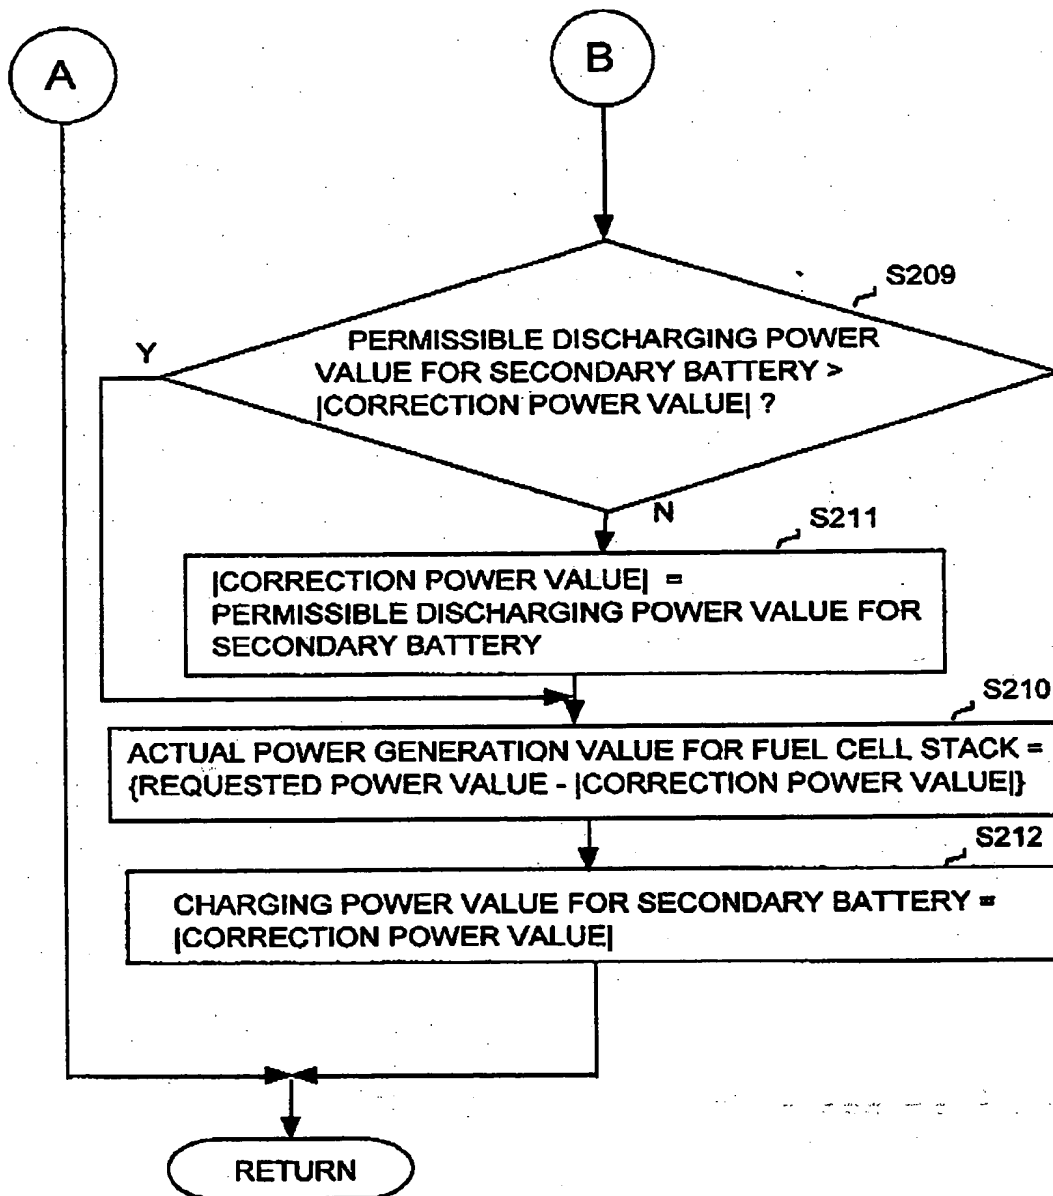 A
B
S209
PERMISSIBLE DISCHARGING POWER
VALUE FOR SECONDARY BATTERY >
|CORRECTION POWER VALUE| ?
Y
N
S211
|CORRECTION POWER VALUE| =
PERMISSIBLE DISCHARGING POWER VALUE FOR
SECONDARY BATTERY
S210
ACTUAL POWER GENERATION VALUE FOR FUEL CELL STACK =
{REQUESTED POWER VALUE - |CORRECTION POWER VALUE|}
S212
CHARGING POWER VALUE FOR SECONDARY BATTERY =
|CORRECTION POWER VALUE|
RETURN